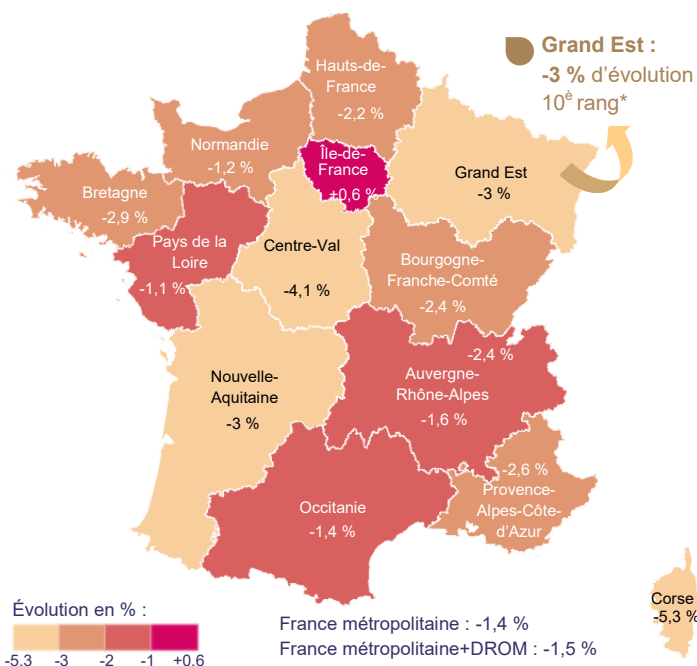 Grand Est :
-3 % d'évolution
10è rang*
Hauts-de-
France
-2,2 %
Normandie
-1,2 %
Île-de-
France
+0,6 %
Grand Est
-3 %
Bretagne
-2,9 %
Pays de la
Loire
-1,1 %
Centre-Val
-4,1 %
Bourgogne-
Franche-Comté
-2,4 %
-2,4 %
Auvergne-
Rhône-Alpes
-1,6 %
Nouvelle-
Aquitaine
-3 %
-2,6 %
Provence-
Alpes-Côte-
d'Azur
Occitanie
-1,4 %
Corse
-5,3 %
Évolution en % :
-5.3 -3 -2 -1 +0.6
France métropolitaine : -1,4 %
France métropolitaine+DROM : -1,5 %